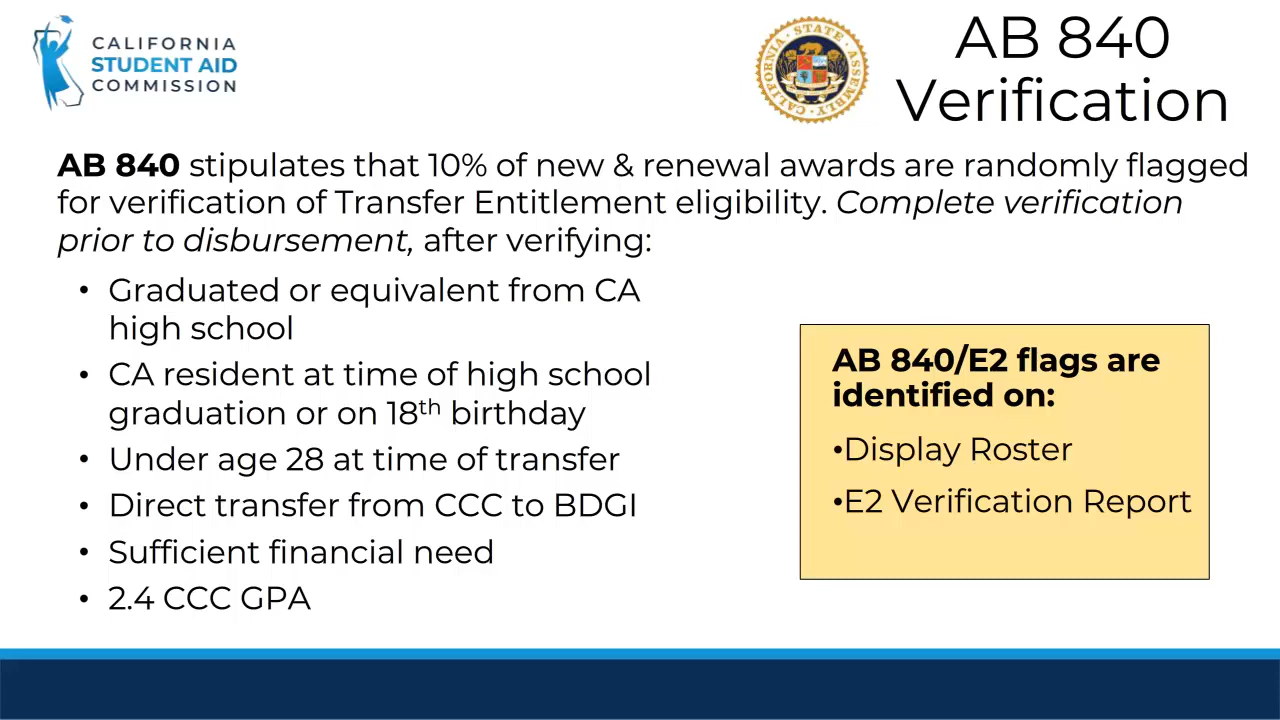 CALIFORNIA
STUDENT AID
COMMISSION
CALIFORNIA STATE ASSEMBLY
AB 840
Verification
AB 840 stipulates that 10% of new & renewal awards are randomly flagged
for verification of Transfer Entitlement eligibility. Complete verification
prior to disbursement, after verifying:
• Graduated or equivalent from CA
high school
• CA resident at time of high school
graduation or on 18th birthday
• Under age 28 at time of transfer
• Direct transfer from CCC to BDGI
• Sufficient financial need
• 2.4 CCC GPA
AB 840/E2 flags are
identified on:
•Display Roster
•E2 Verification Report